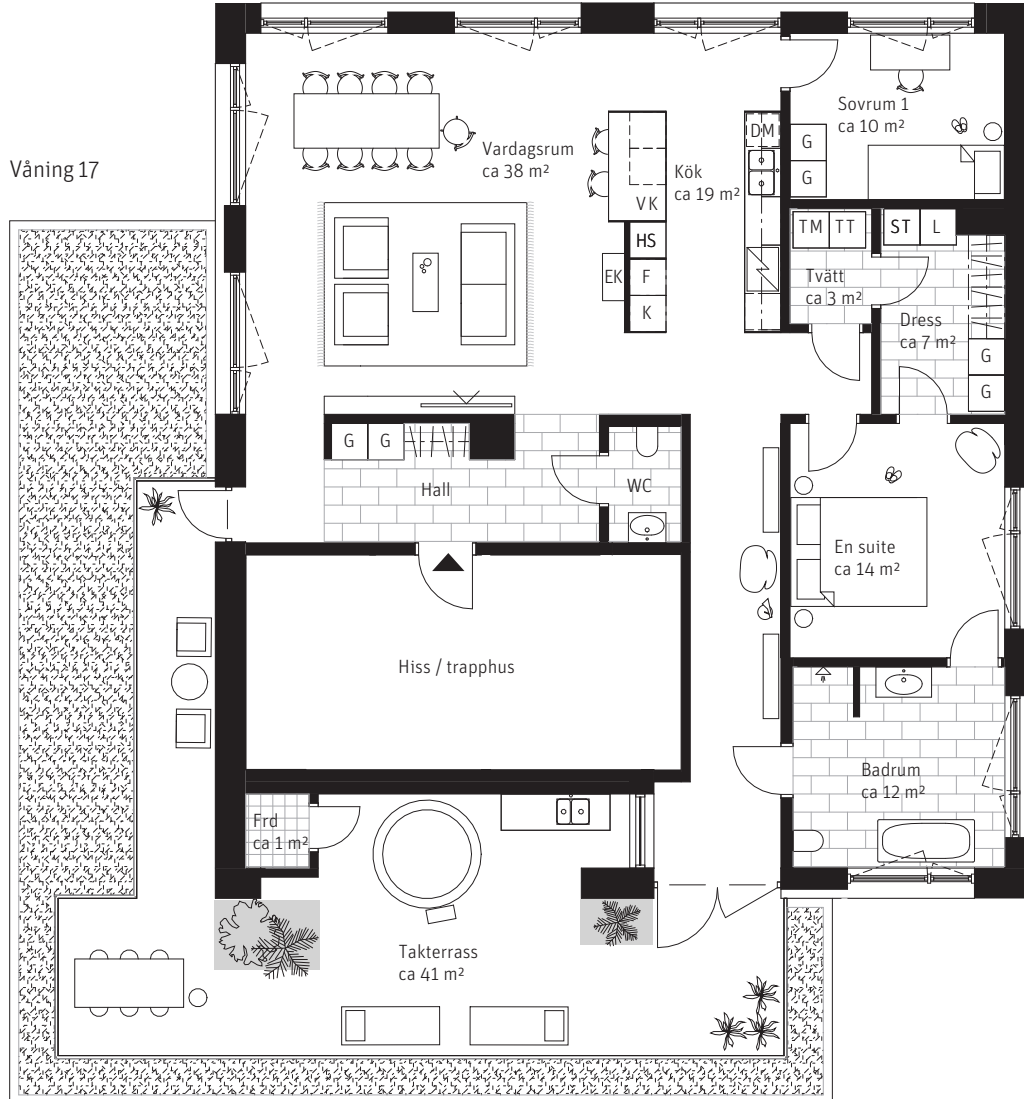 Sovrum 1
ca 10 m²
DM
Vardagsrum
ca 38 m²
Kök
ca 19 m²
G
G
Våning 17
VK
TM TT
ST L
HS
EK
F
K
Tvätt
ca 3 m²
Dress
ca 7 m²
G
G
G G
Hall
WC
En suite
ca 14 m²
Hiss / trapphus
Badrum
ca 12 m²
Frd
ca 1 m²
Takterrass
ca 41 m²